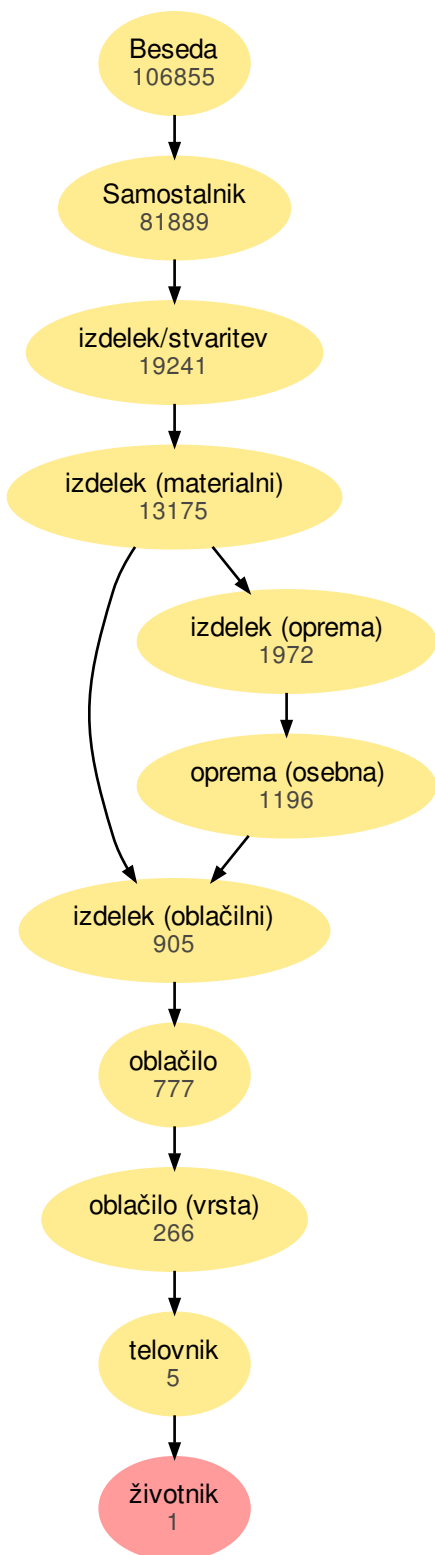 Beseda
106855
Samostalnik
81889
izdelek/stvaritev
19241
izdelek (materialni)
13175
izdelek (oprema)
1972
oprema (osebna)
1196
izdelek (oblačilni)
905
oblačilo
777
oblačilo (vrsta)
266
telovnik
5
životnik
1